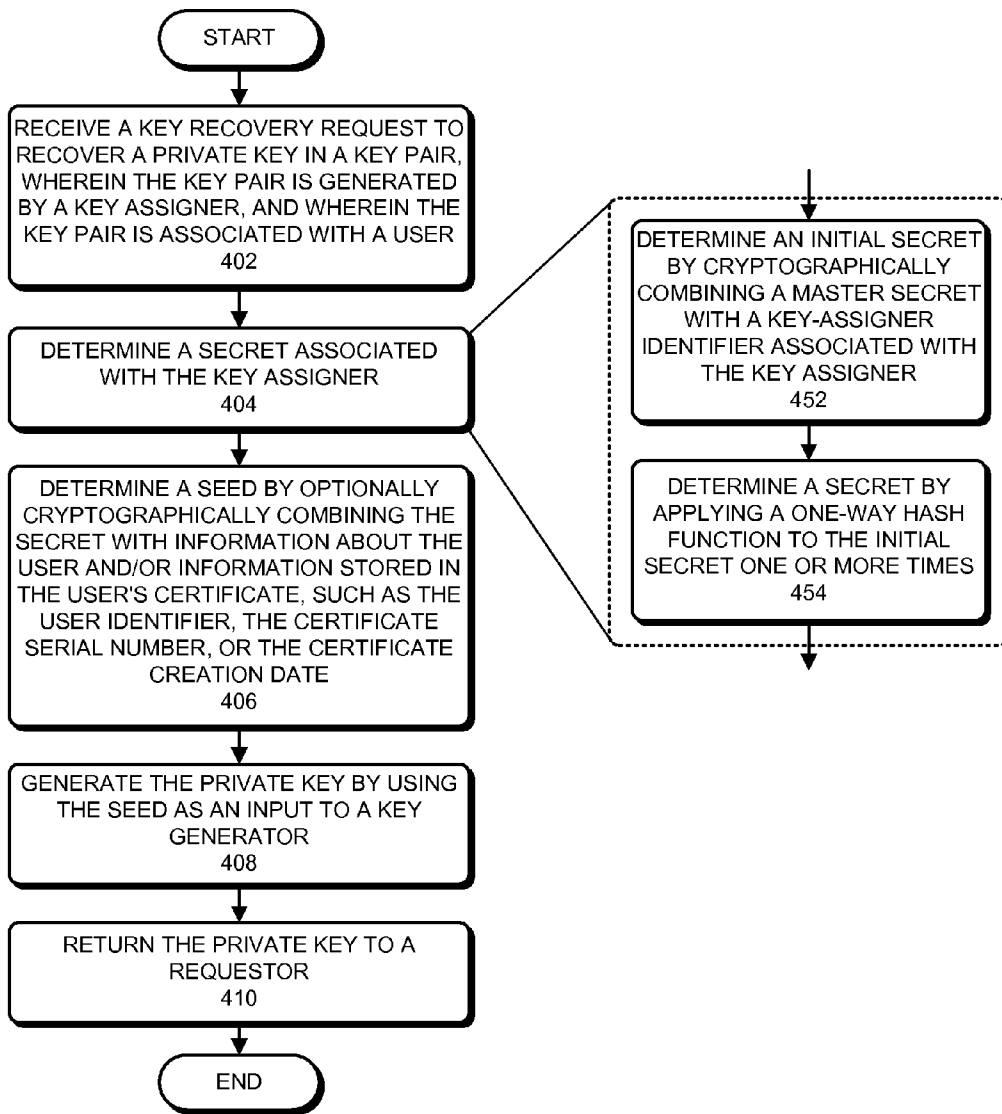 START
RECEIVE A KEY RECOVERY REQUEST TO
RECOVER A PRIVATE KEY IN A KEY PAIR,
WHEREIN THE KEY PAIR IS GENERATED
BY A KEY ASSIGNER, AND WHEREIN THE
KEY PAIR IS ASSOCIATED WITH A USER
402
DETERMINE A SECRET ASSOCIATED
WITH THE KEY ASSIGNER
404
DETERMINE A SEED BY OPTIONALLY
CRYPTOGRAPHICALLY COMBINING THE
SECRET WITH INFORMATION ABOUT THE
USER AND/OR INFORMATION STORED IN
THE USER'S CERTIFICATE, SUCH AS THE
USER IDENTIFIER, THE CERTIFICATE
SERIAL NUMBER, OR THE CERTIFICATE
CREATION DATE
406
GENERATE THE PRIVATE KEY BY USING
THE SEED AS AN INPUT TO A KEY
GENERATOR
408
RETURN THE PRIVATE KEY TO A
REQUESTOR
410
END
DETERMINE AN INITIAL SECRET
BY CRYPTOGRAPHICALLY
COMBINING A MASTER SECRET
WITH A KEY-ASSIGNER
IDENTIFIER ASSOCIATED WITH
THE KEY ASSIGNER
452
DETERMINE A SECRET BY
APPLYING A ONE-WAY HASH
FUNCTION TO THE INITIAL
SECRET ONE OR MORE TIMES
454